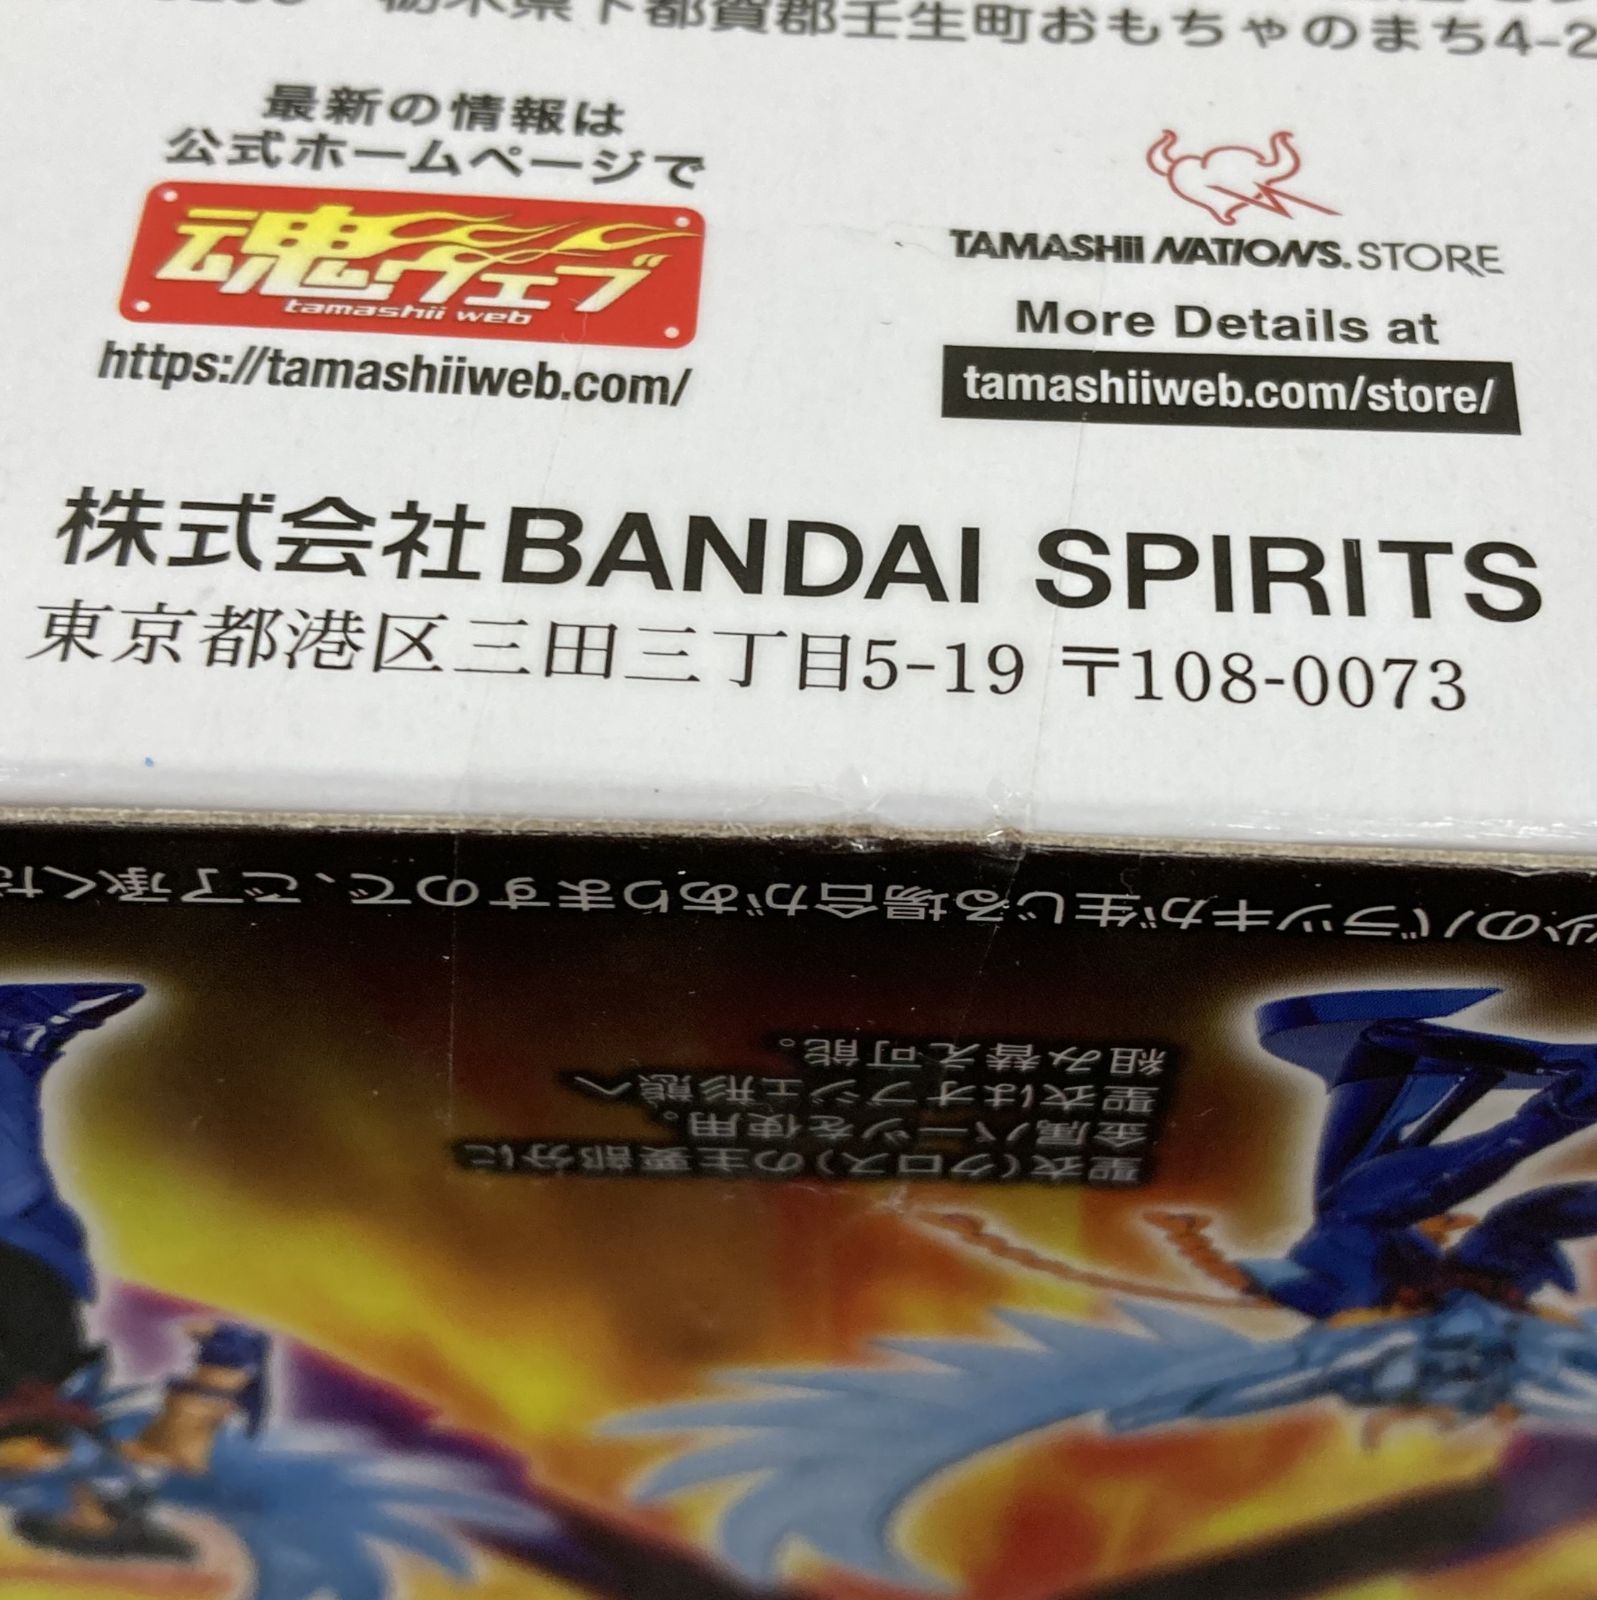 栃木県下都賀郡壬生町おもちゃのまち4-2
最新の情報は
公式ホームページで
魂ウェブ
tamashii web
https://tamashiiweb.com/
TAMASHII NATIONS. STORE
More Details at
tamashiiweb.com/store/
株式会社BANDAI SPIRITS
東京都港区三田三丁目5-19 〒108-0073
のバラツキが生じる場合がありますので、ご了承くだ
聖衣(クロス)の主要部分に
金属パーツを使用。
聖衣はオブジェ形態へ
組み替え可能。